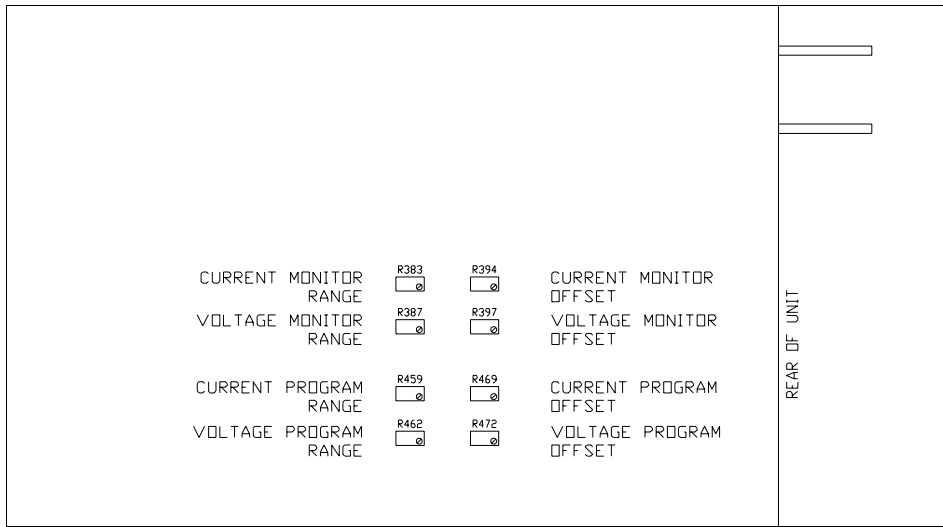 R383 R394
CURRENT MONITOR CURRENT MONITOR
RANGE OFFSET
R387 R397
VOLTAGE MONITOR VOLTAGE MONITOR
RANGE OFFSET
R459 R469
CURRENT PROGRAM CURRENT PROGRAM
RANGE OFFSET
R462 R472
VOLTAGE PROGRAM VOLTAGE PROGRAM
RANGE OFFSET
REAR OF UNIT